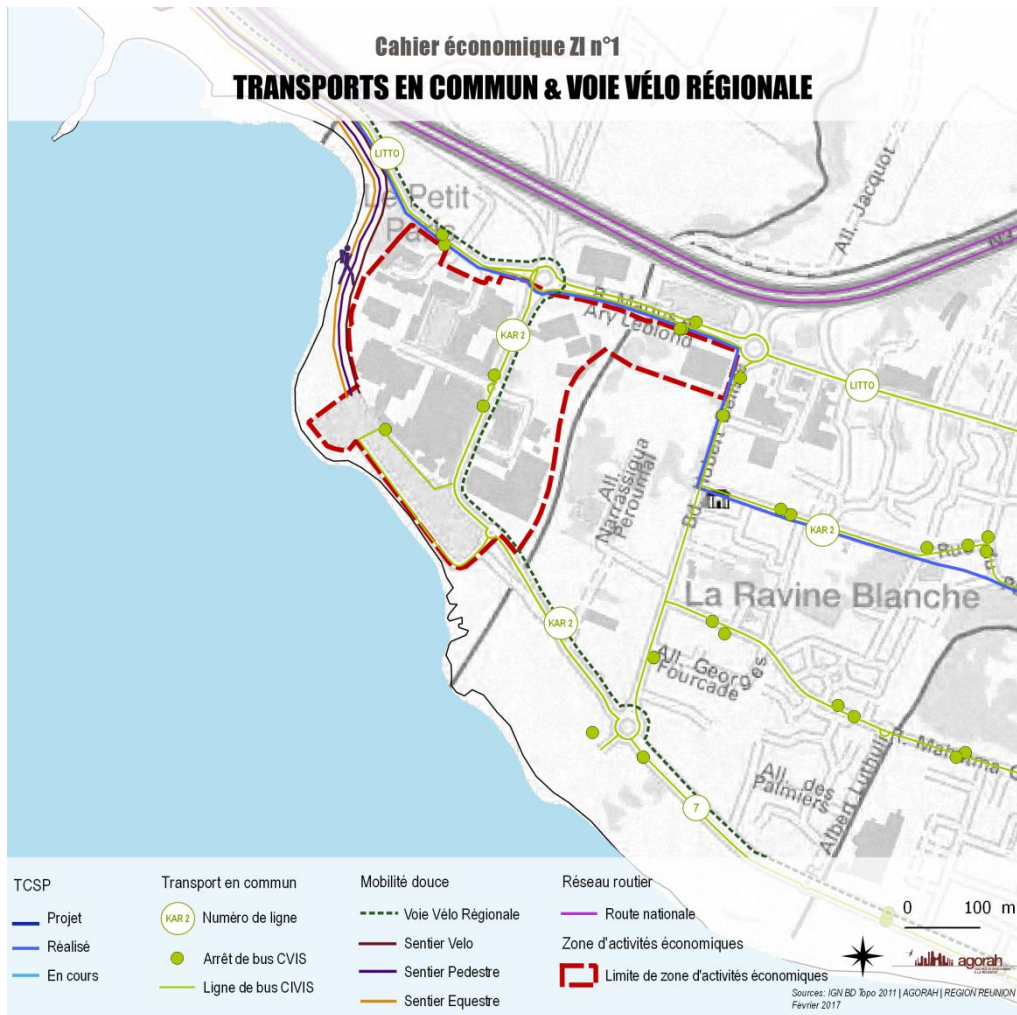 Cahier économique ZI n°1
TRANSPORTS EN COMMUN & VOIE VÉLO RÉGIONALE
LITTO
Le Petit
All. Jacquot
KAR 2
R. Marius
Ary Leblond
LITTO
All.
Narrassigua
Peroumal
Bd
KAR 2
Rue
La Ravine Blanche
KAR 2
All. Georges
Fourcade
R. Mahatma
All. des
Palmiers
R. Albert Luthuli
7
TCSP
Projet
Réalisé
En cours
Transport en commun
KAR 2
Numéro de ligne
Arrêt de bus CVIS
Ligne de bus CIVIS
Mobilité douce
Voie Vélo Régionale
Sentier Velo
Sentier Pedestre
Sentier Equestre
Réseau routier
Route nationale
Zone d'activités économiques
Limite de zone d'activités économiques
0 100 m
agorah
Sources: IGN BD Topo 2011 | AGORAH | REGION REUNION
Février 2017